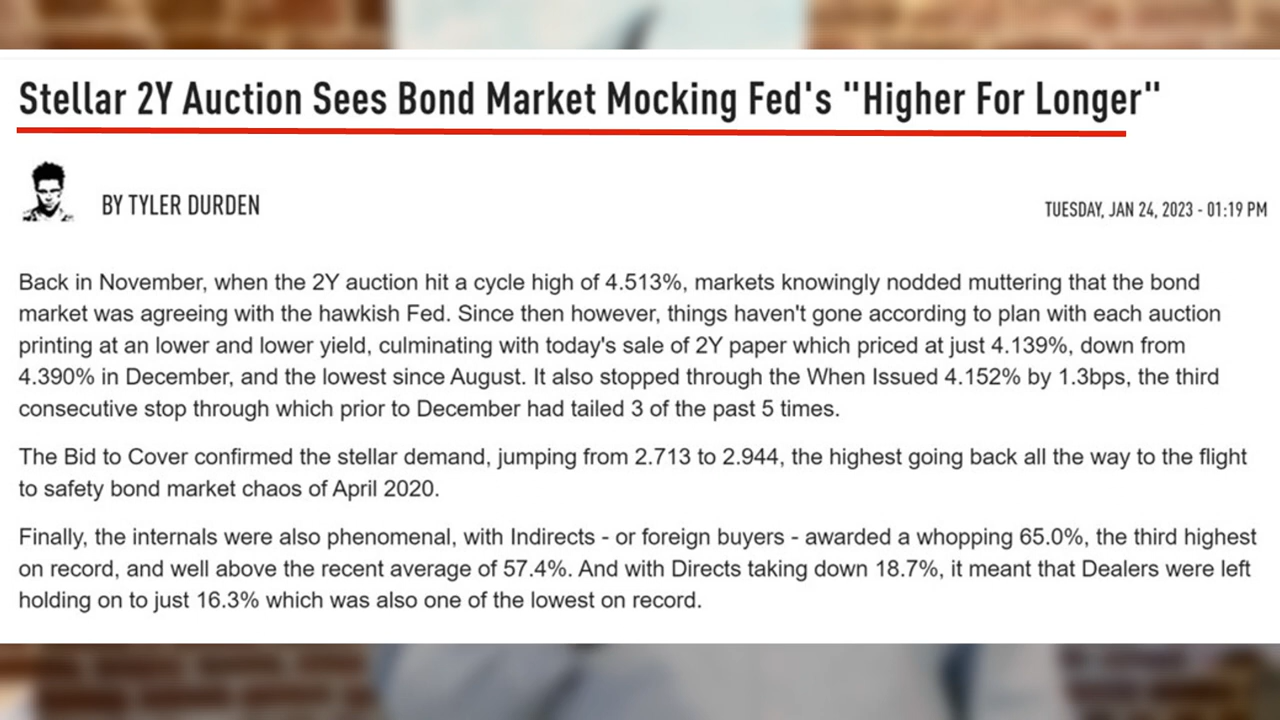 Stellar 2Y Auction Sees Bond Market Mocking Fed's "Higher For Longer"
BY TYLER DURDEN
TUESDAY, JAN 24, 2023 - 01:19 PM
Back in November, when the 2Y auction hit a cycle high of 4.513%, markets knowingly nodded muttering that the bond
market was agreeing with the hawkish Fed. Since then however, things haven't gone according to plan with each auction
printing at an lower and lower yield, culminating with today's sale of 2Y paper which priced at just 4.139%, down from
4.390% in December, and the lowest since August. It also stopped through the When Issued 4.152% by 1.3bps, the third
consecutive stop through which prior to December had tailed 3 of the past 5 times.
The Bid to Cover confirmed the stellar demand, jumping from 2.713 to 2.944, the highest going back all the way to the flight
to safety bond market chaos of April 2020.
Finally, the internals were also phenomenal, with Indirects - or foreign buyers - awarded a whopping 65.0%, the third highest
on record, and well above the recent average of 57.4%. And with Directs taking down 18.7%, it meant that Dealers were left
holding on to just 16.3% which was also one of the lowest on record.